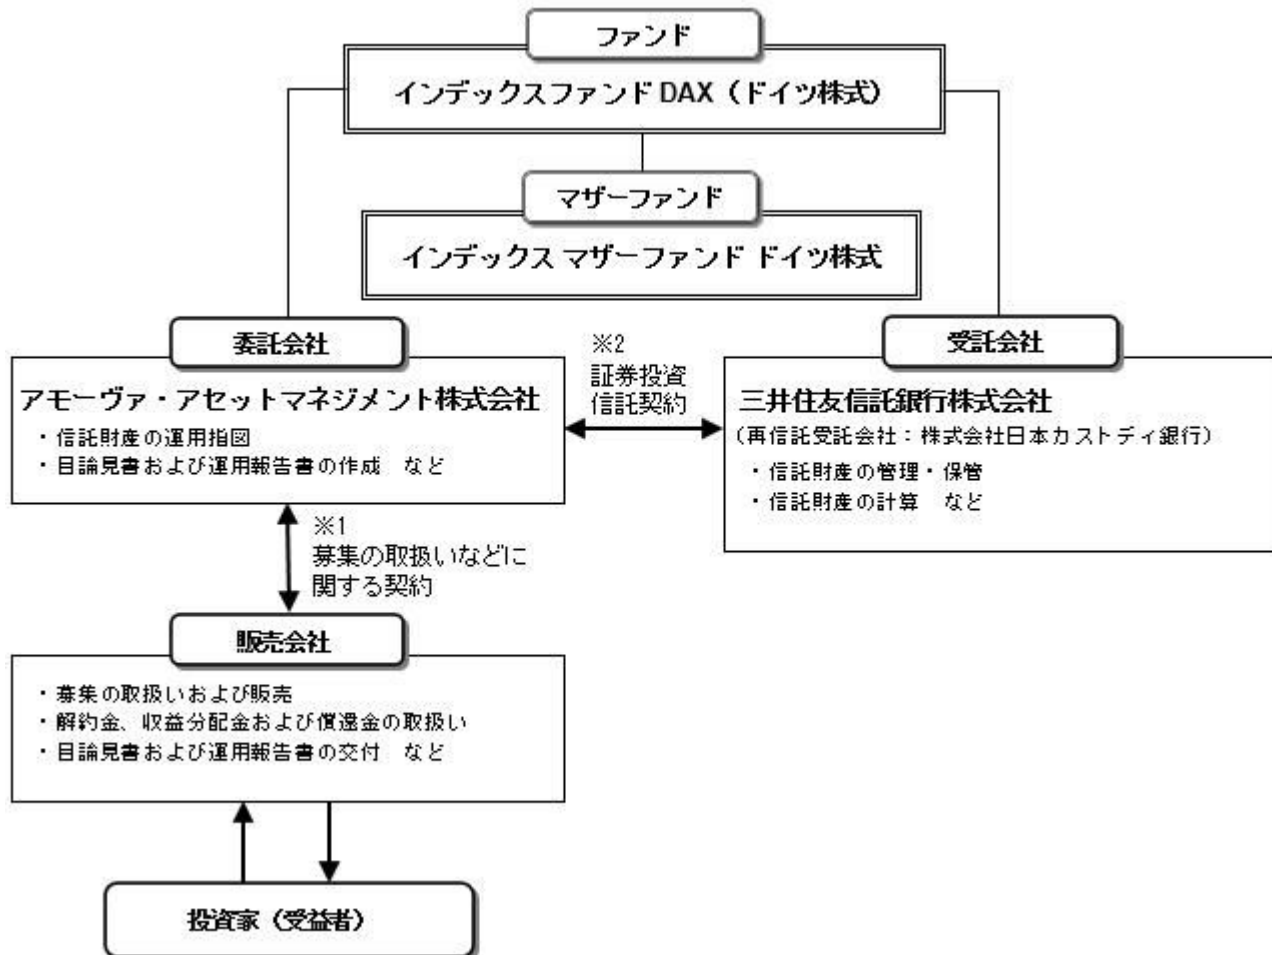 ファンド
インデックスファンド DAX（ドイツ株式）
マザーファンド
インデックス マザーファンド ドイツ株式
委託会社
アモーヴァ・アセットマネジメント株式会社
・信託財産の運用指図
・目論見書および運用報告書の作成　など
※2
証券投資
信託契約
受託会社
三井住友信託銀行株式会社
（再信託受託会社：株式会社日本カストディ銀行）
・信託財産の管理・保管
・信託財産の計算　など
※1
募集の取扱いなどに
関する契約
販売会社
・募集の取扱いおよび販売
・解約金、収益分配金および償還金の取扱い
・目論見書および運用報告書の交付　など
投資家（受益者）